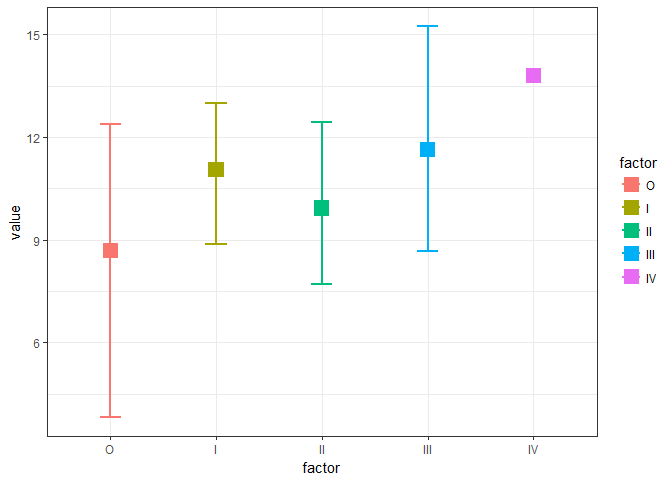 15
12
9
6
value
O I II III IV
factor
factor
O
I
II
III
IV